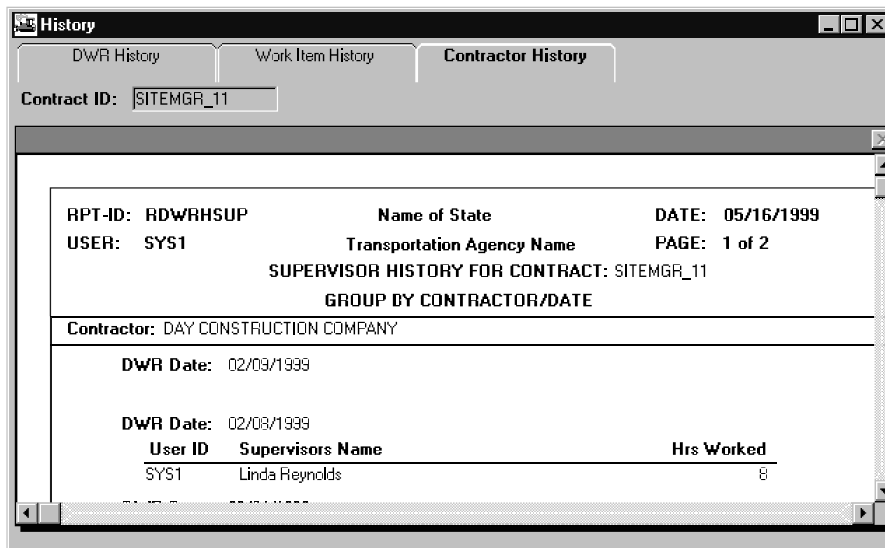 History
DWR History Work Item History Contractor History
Contract ID: SITEMGR_11
RPT-ID: RDWRHSUP Name of State DATE: 05/16/1999
USER: SYS1 Transportation Agency Name PAGE: 1 of 2
SUPERVISOR HISTORY FOR CONTRACT: SITEMGR_11
GROUP BY CONTRACTOR/DATE
Contractor: DAY CONSTRUCTION COMPANY
DWR Date: 02/09/1999
DWR Date: 02/08/1999
User ID Supervisors Name Hrs Worked
SYS1 Linda Reynolds 8